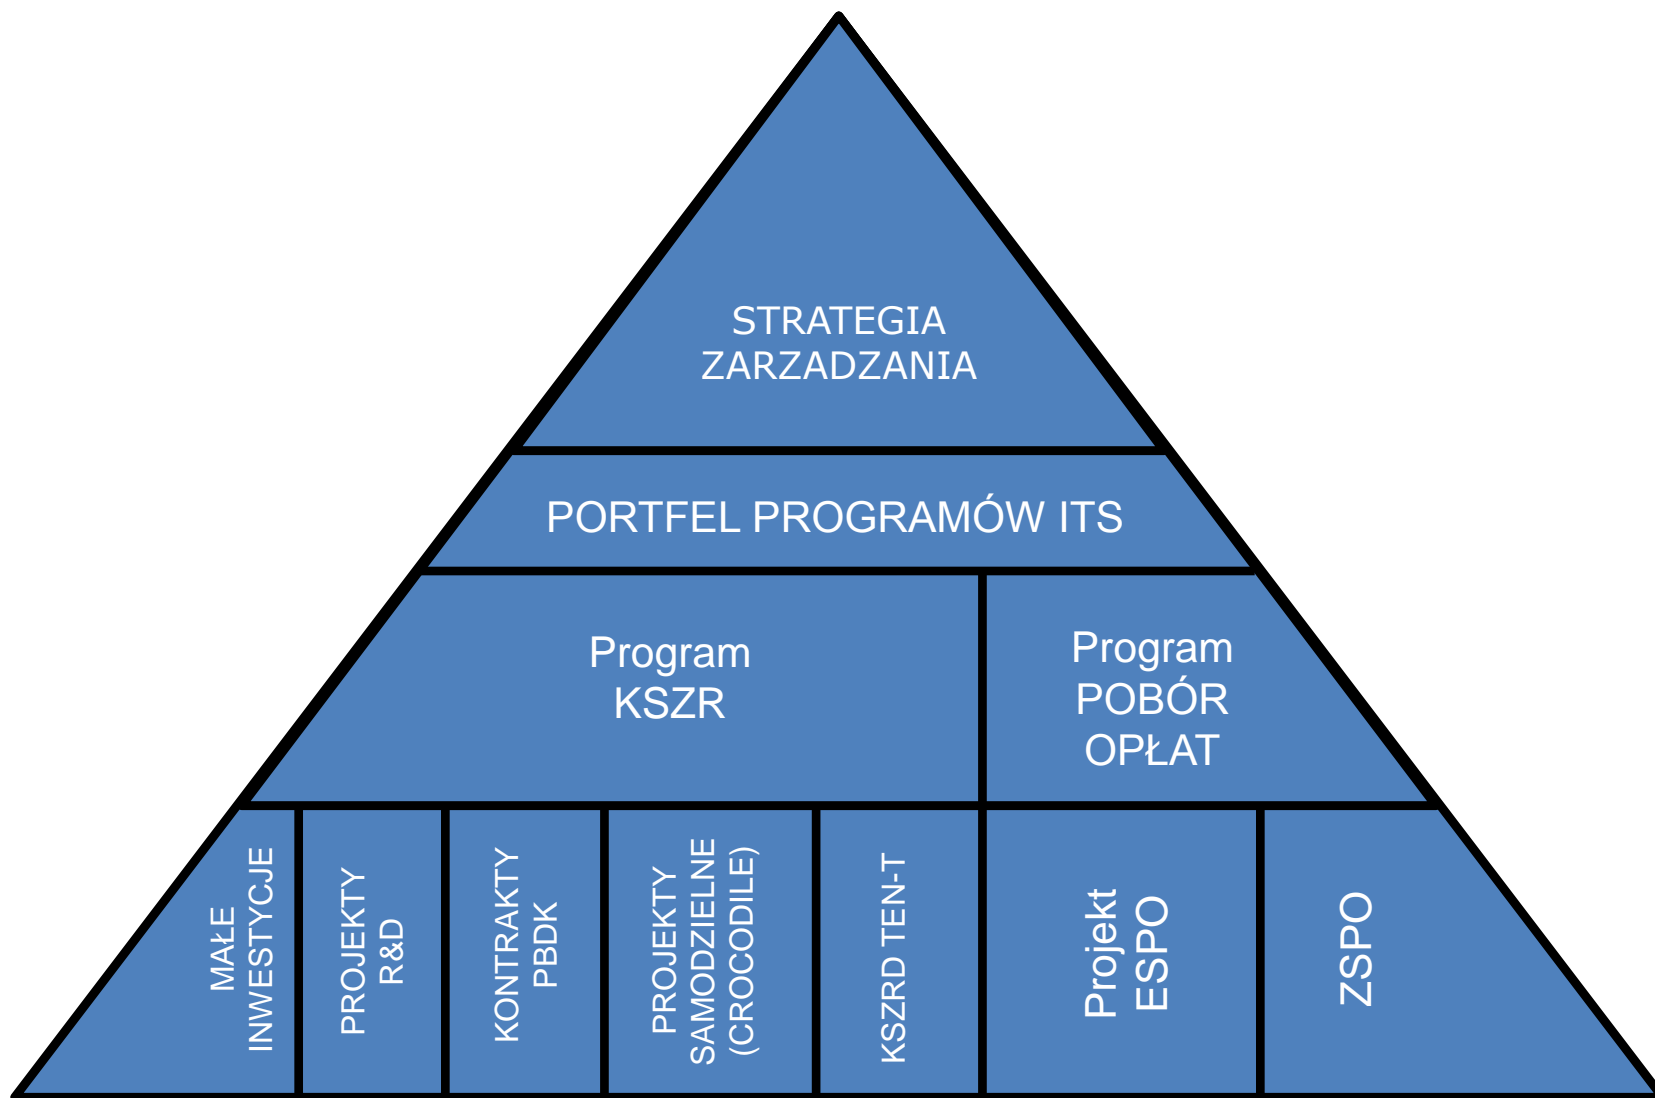 STRATEGIA
ZARZADZANIA
PORTFEL PROGRAMÓW ITS
Program
KSZR
Program
POBÓR
OPŁAT
MAŁE
INWESTYCJE
PROJEKTY
R&D
KONTRAKTY
PBDK
PROJEKTY
SAMODZIELNE
(CROCODILE)
KSZRD TEN-T
Projekt
ESPO
ZSPO